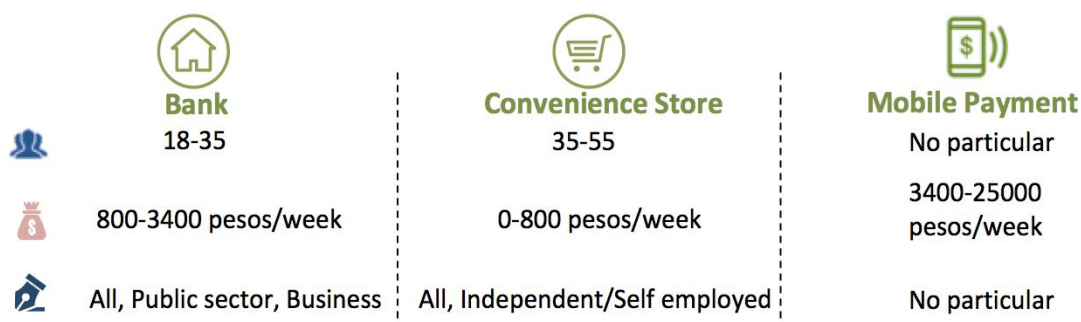 Bank
Convenience Store
Mobile Payment
18-35
35-55
No particular
800-3400 pesos/week
0-800 pesos/week
3400-25000
pesos/week
All, Public sector, Business
All, Independent/Self employed
No particular